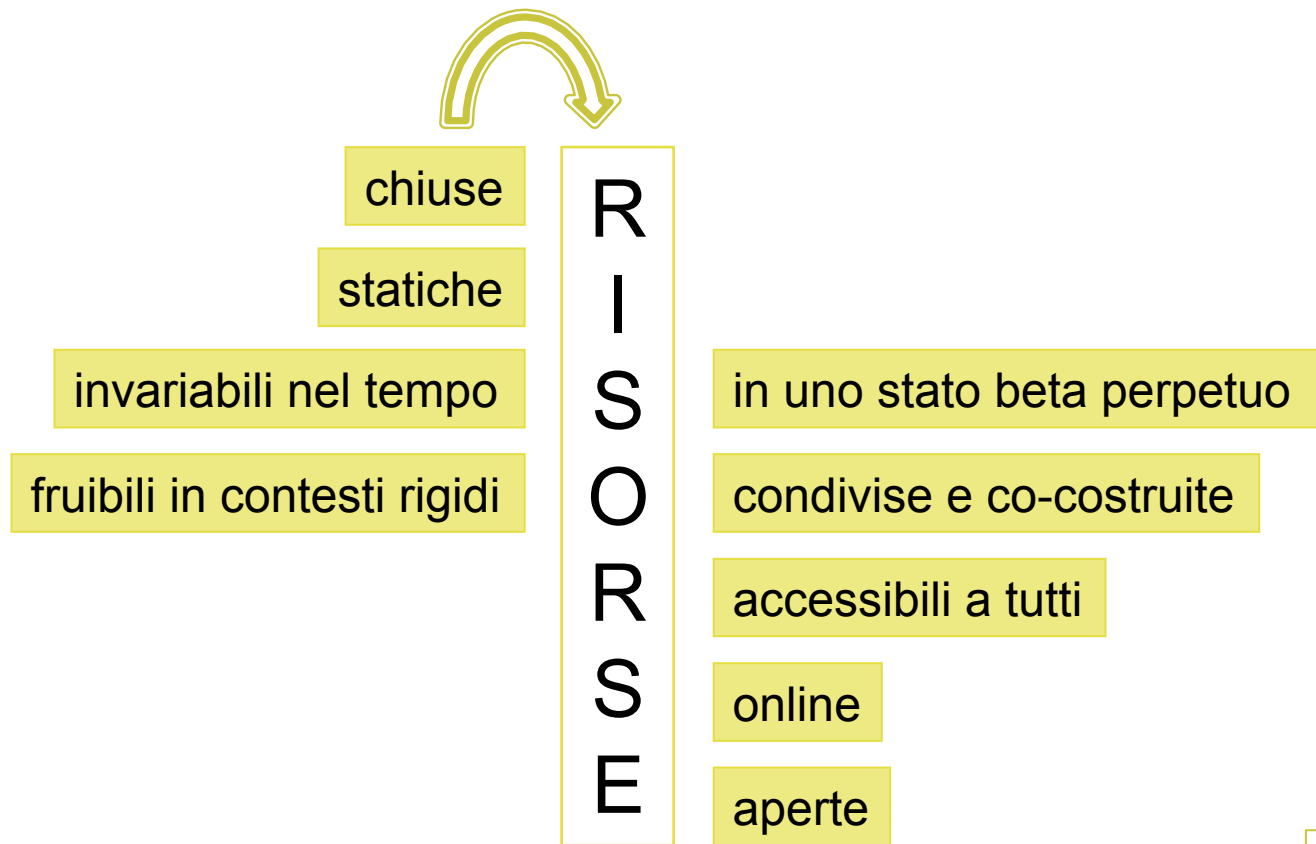 chiuse
statiche
invariabili nel tempo
fruibili in contesti rigidi
RISORSE
in uno stato beta perpetuo
condivise e co-costruite
accessibili a tutti
online
aperte